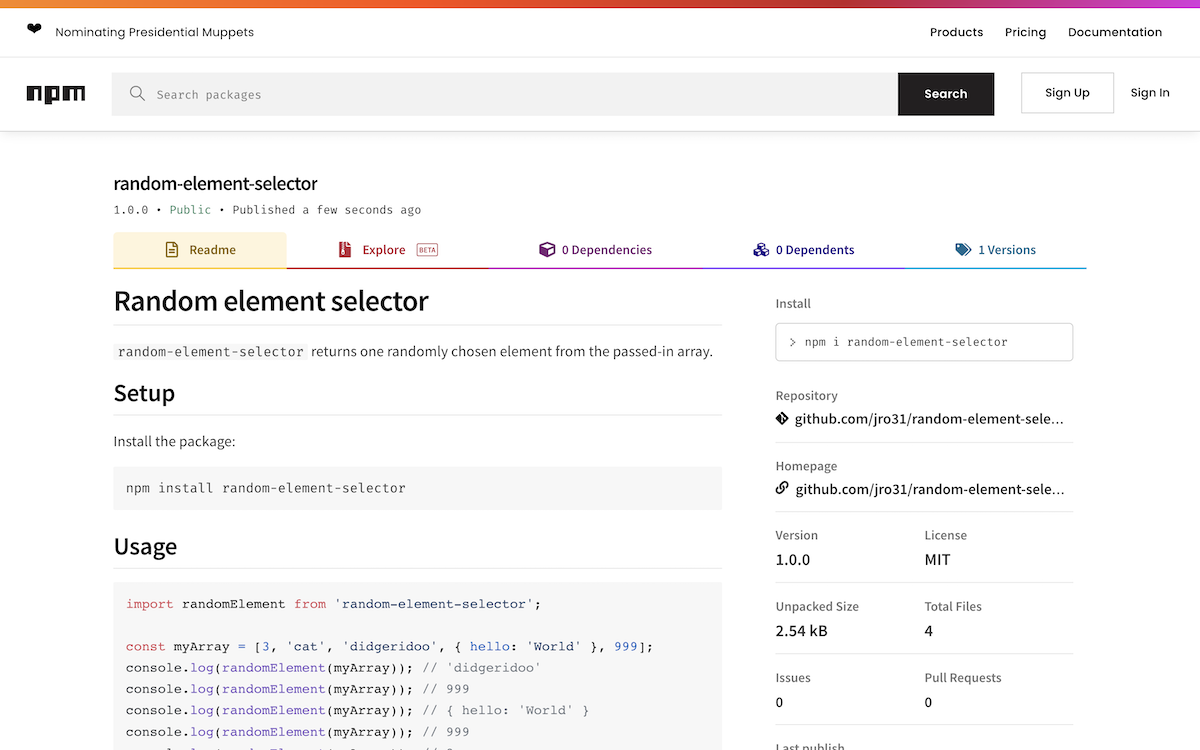 Nominating Presidential Muppets
Products Pricing Documentation
npm
Search packages
Search
Sign Up
Sign In
random-element-selector
1.0.0 • Public • Published a few seconds ago
Readme
Explore BETA
0 Dependencies
0 Dependents
1 Versions
Random element selector
random-element-selector returns one randomly chosen element from the passed-in array.
Setup
Install the package:
npm install random-element-selector
Usage
import randomElement from 'random-element-selector';
const myArray = [3, 'cat', 'didgeridoo', { hello: 'World' }, 999];
console.log(randomElement(myArray)); // 'didgeridoo'
console.log(randomElement(myArray)); // 999
console.log(randomElement(myArray)); // { hello: 'World' }
console.log(randomElement(myArray)); // 999
Install
> npm i random-element-selector
Repository
github.com/jro31/random-element-sele...
Homepage
github.com/jro31/random-element-sele...
Version License
1.0.0 MIT
Unpacked Size Total Files
2.54 kB 4
Issues Pull Requests
0 0
Last publish